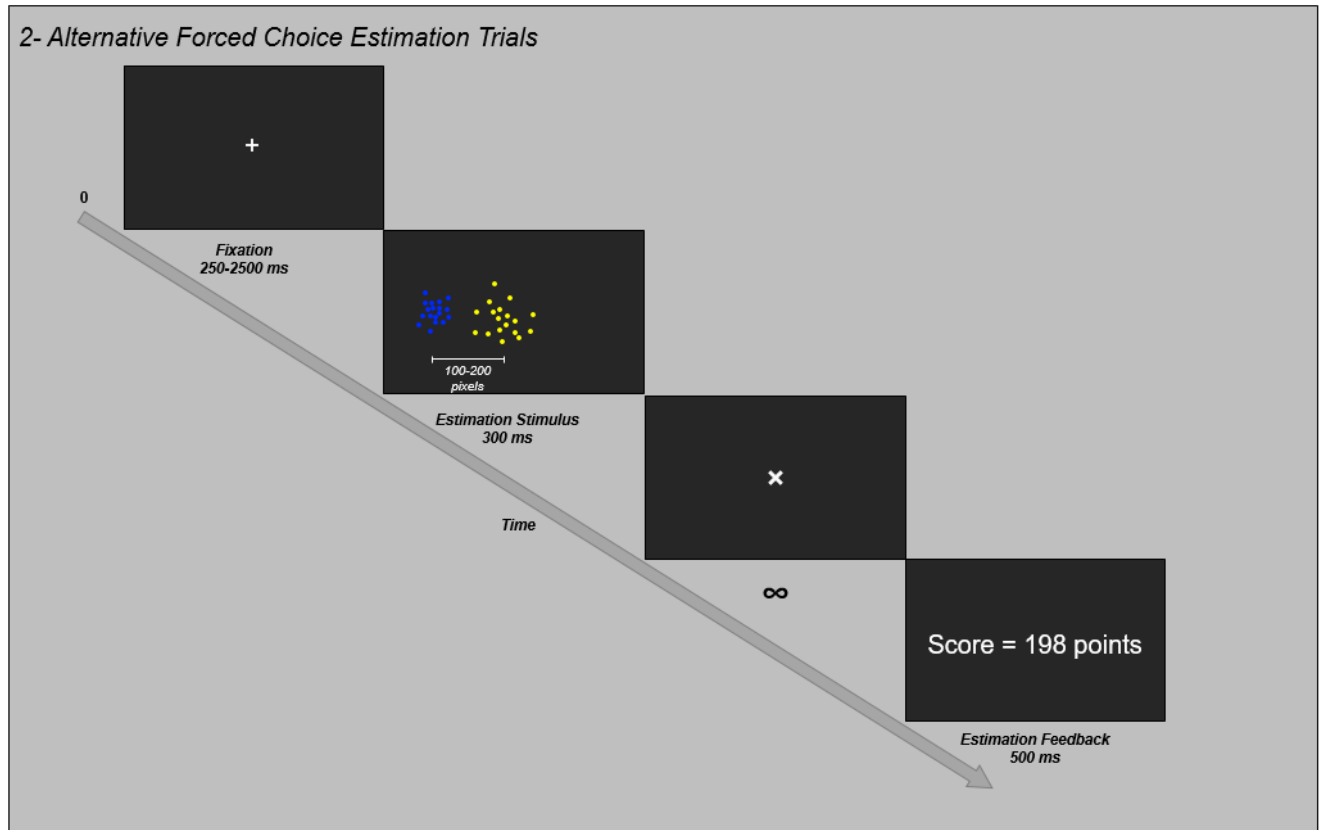 2- Alternative Forced Choice Estimation Trials
+
0
Fixation
250-2500 ms
100-200
pixels
Estimation Stimulus
300 ms
×
Time
∞
Score = 198 points
Estimation Feedback
500 ms